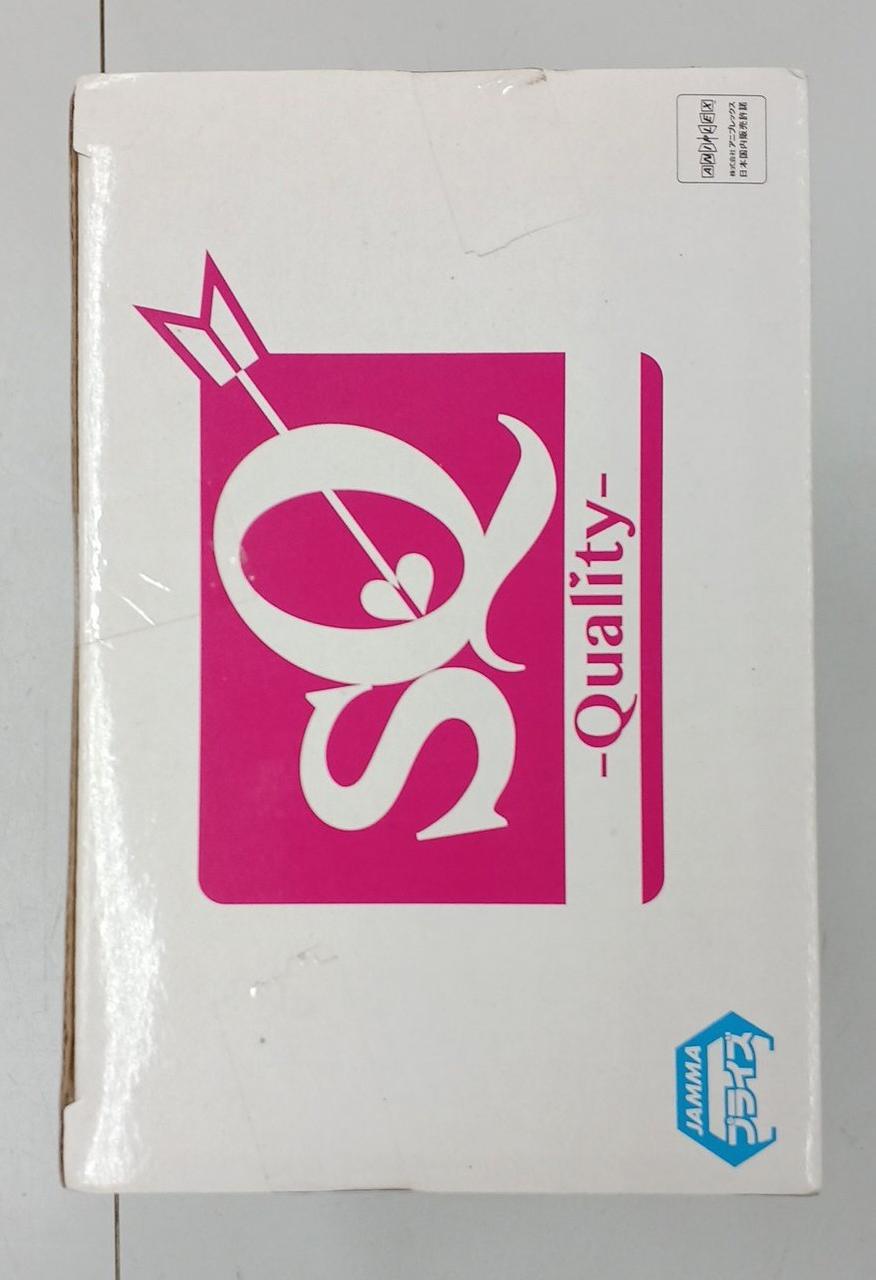 SQ
-Quality-
ANIPLEX
株式会社アニプレックス
日本国内販売許諾
JAMMA
プライズ